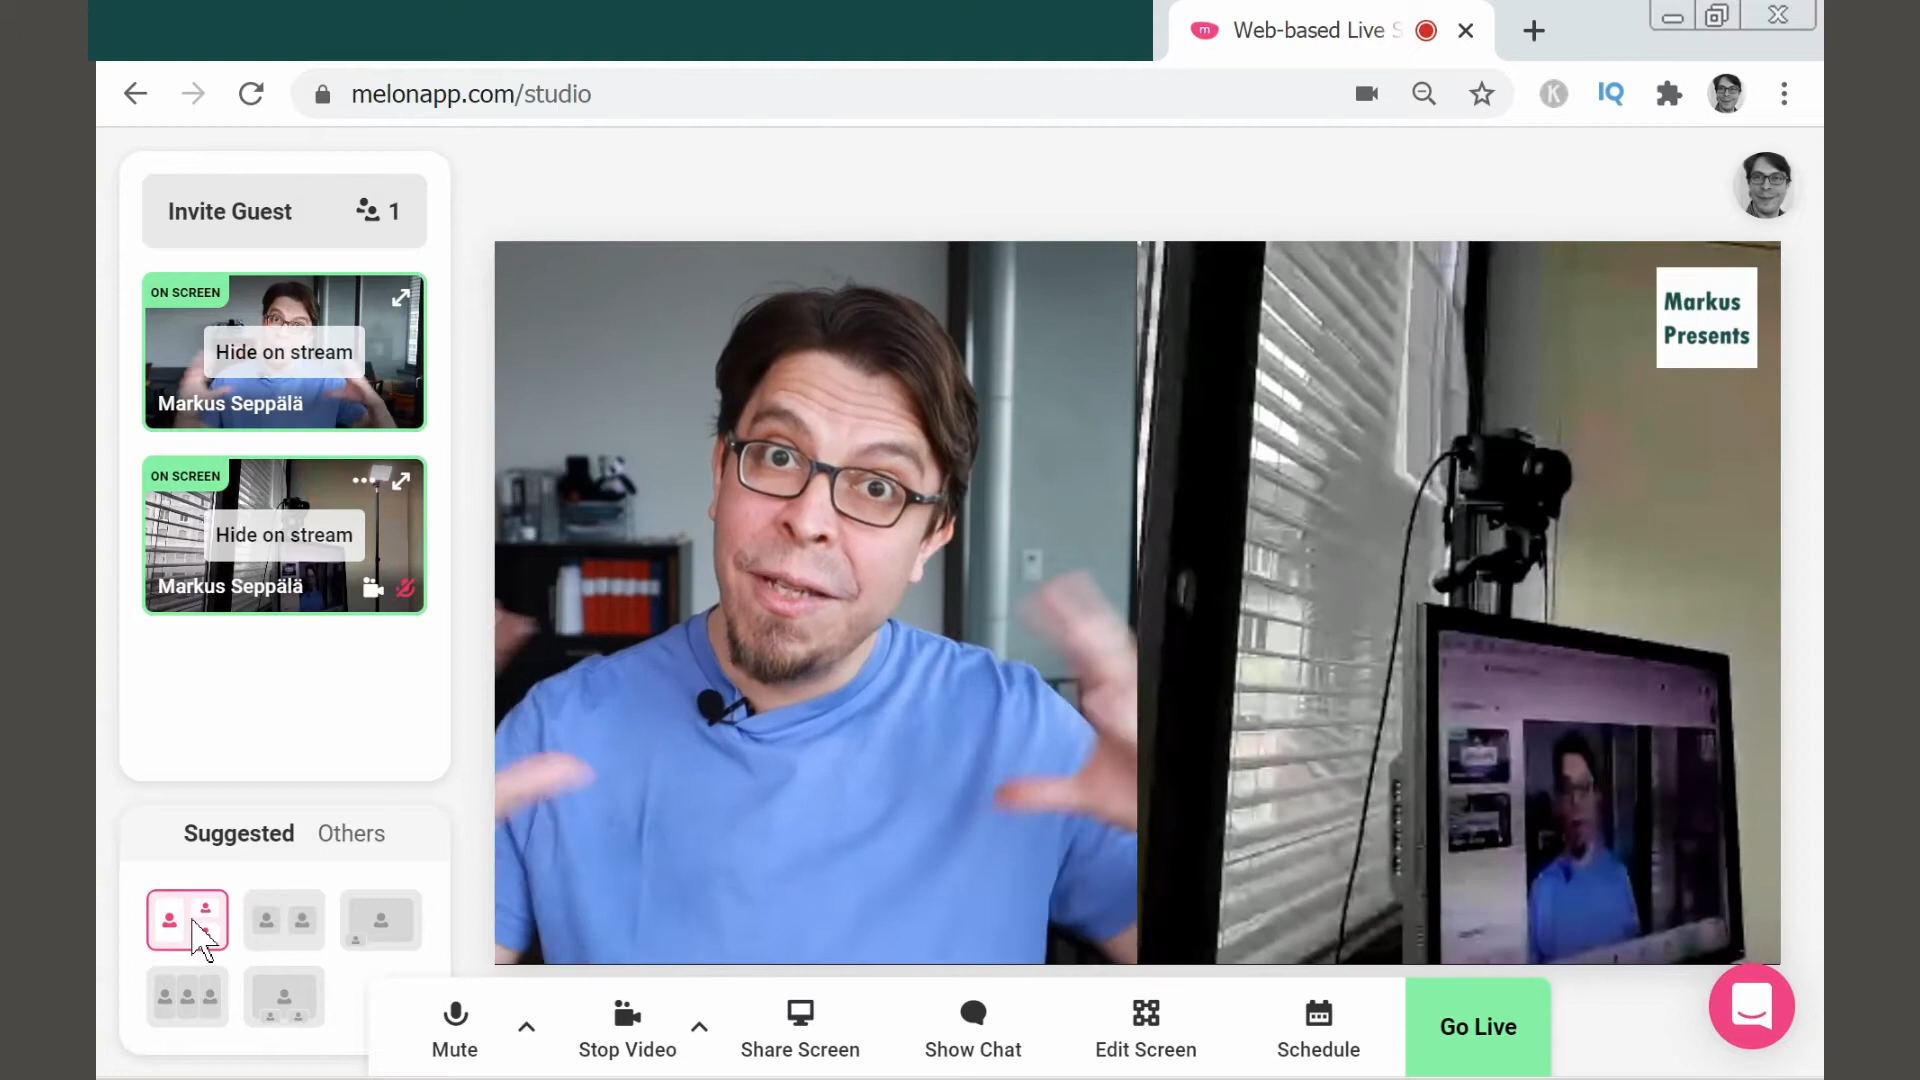 Web-based Live S
melonapp.com/studio
K
IQ
Invite Guest
1
ON SCREEN
Hide on stream
Markus Seppälä
ON SCREEN
Hide on stream
Markus Seppälä
Markus
Presents
Suggested
Others
Mute
Stop Video
Share Screen
Show Chat
Edit Screen
Schedule
Go Live